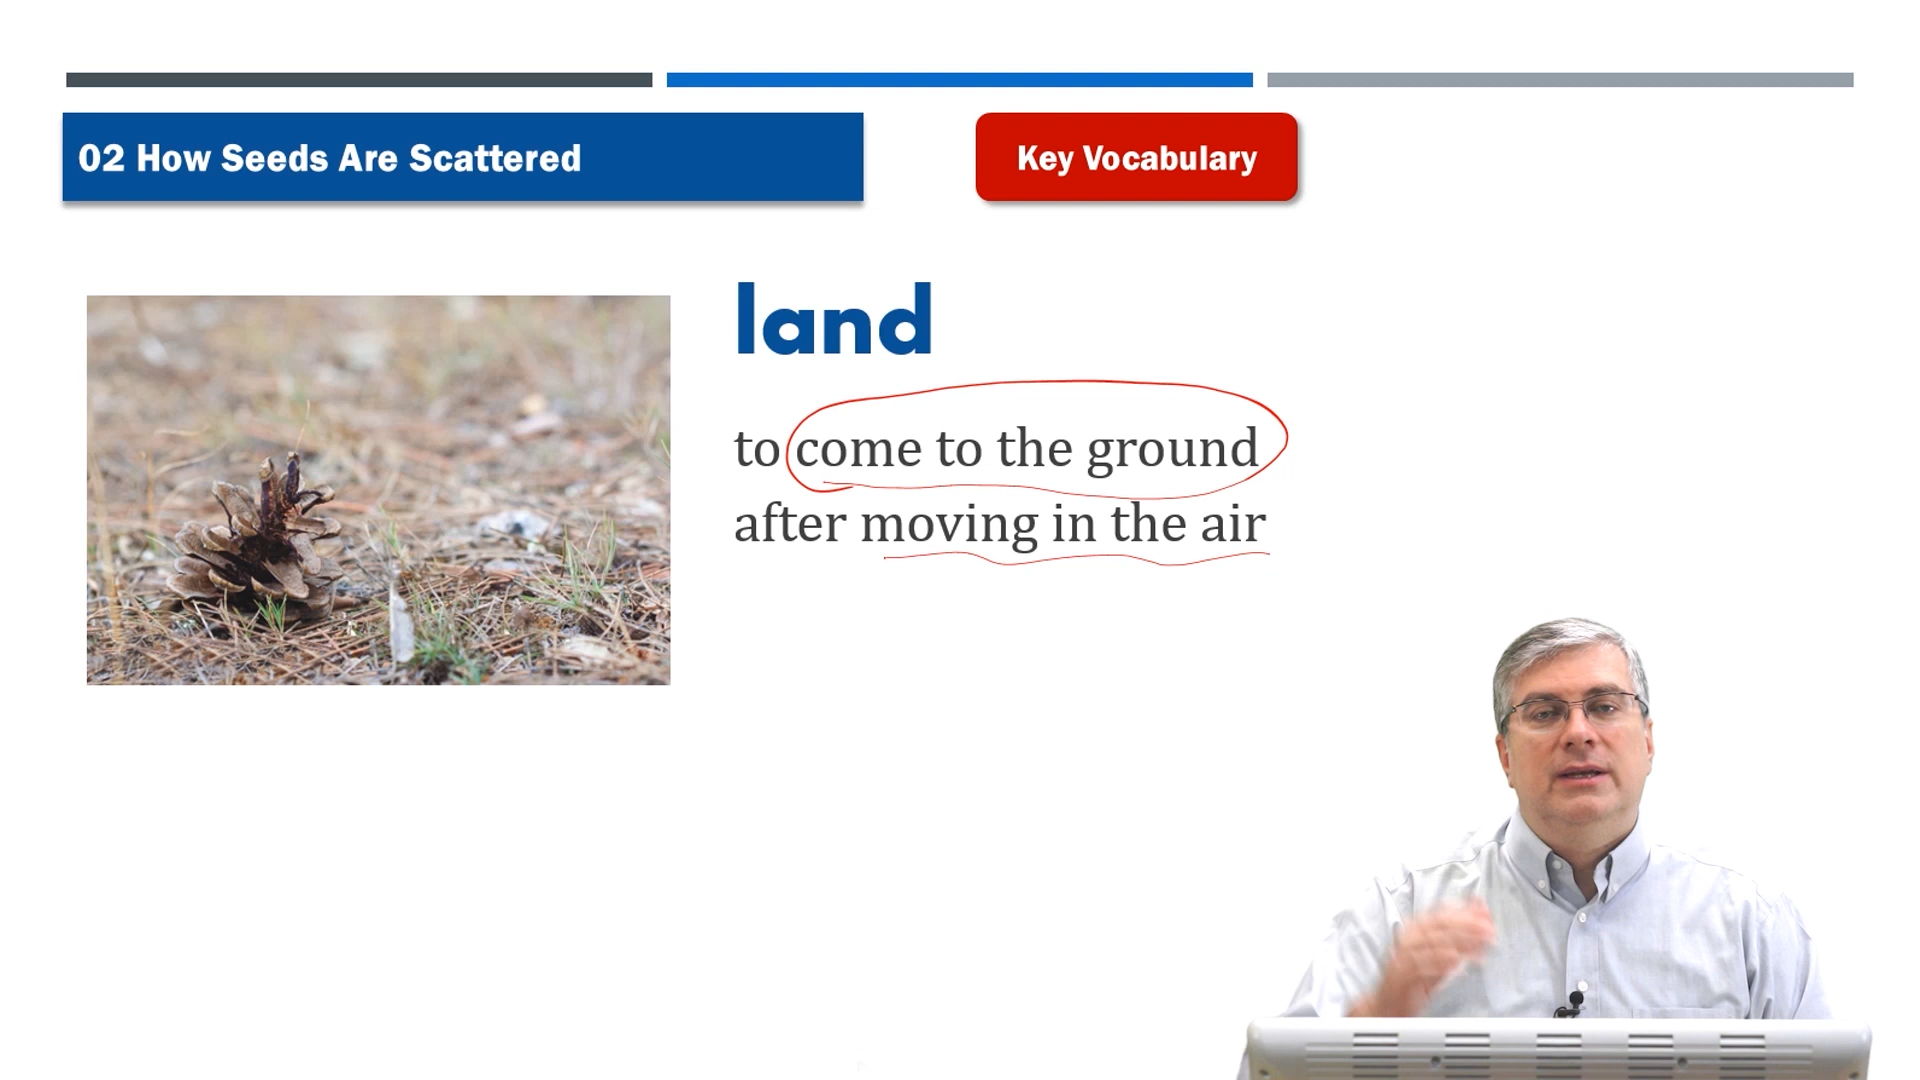 02 How Seeds Are Scattered
Key Vocabulary
land
to come to the ground
after moving in the air